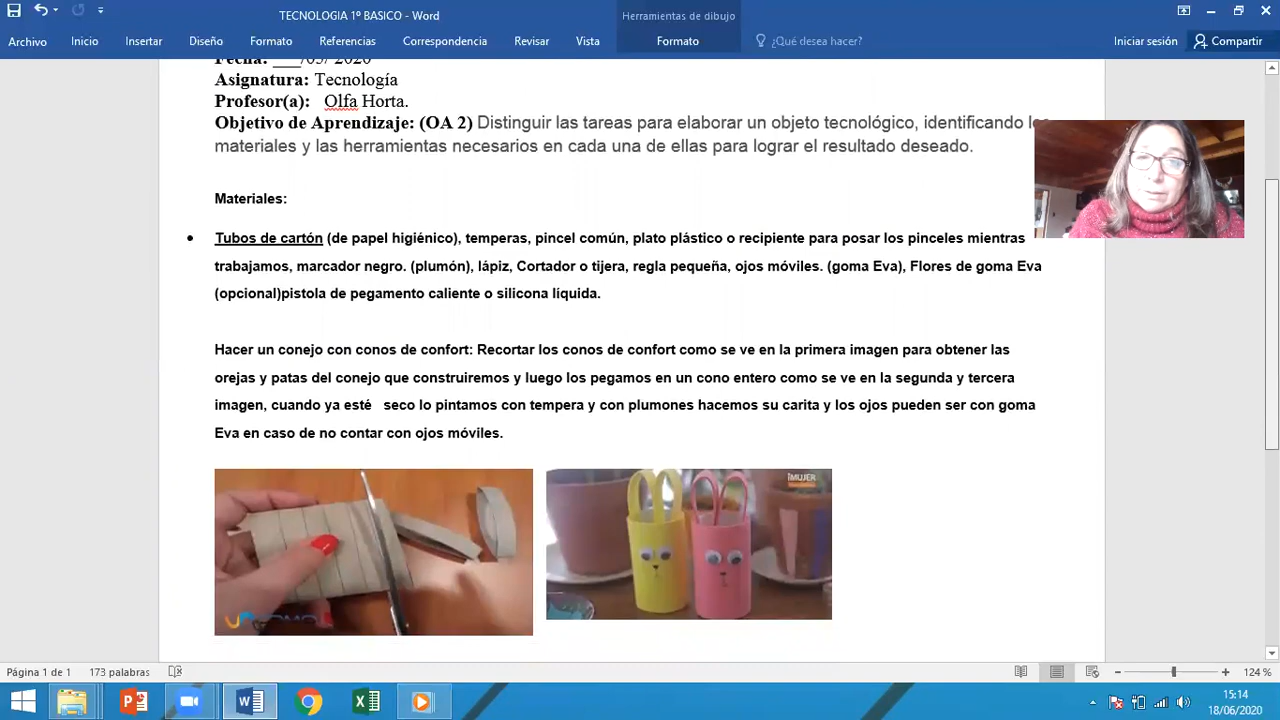 TECNOLOGIA 1º BASICO - Word
Herramientas de dibujo
Archivo Inicio Insertar Diseño Formato Referencias Correspondencia Revisar Vista Formato ¿Qué desea hacer? Iniciar sesión Compartir
Fecha: ___/05/ 2020
Asignatura: Tecnología
Profesor(a): Olfa Horta.
Objetivo de Aprendizaje: (OA 2) Distinguir las tareas para elaborar un objeto tecnológico, identificando los
materiales y las herramientas necesarios en cada una de ellas para lograr el resultado deseado.
Materiales:
• Tubos de cartón (de papel higiénico), temperas, pincel común, plato plástico o recipiente para posar los pinceles mientras
trabajamos, marcador negro. (plumón), lápiz, Cortador o tijera, regla pequeña, ojos móviles. (goma Eva), Flores de goma Eva
(opcional)pistola de pegamento caliente o silicona líquida.
Hacer un conejo con conos de confort: Recortar los conos de confort como se ve en la primera imagen para obtener las
orejas y patas del conejo que construiremos y luego los pegamos en un cono entero como se ve en la segunda y tercera
imagen, cuando ya esté seco lo pintamos con tempera y con plumones hacemos su carita y los ojos pueden ser con goma
Eva en caso de no contar con ojos móviles.
iMUJER
Página 1 de 1 173 palabras 124 %
15:14
18/06/2020